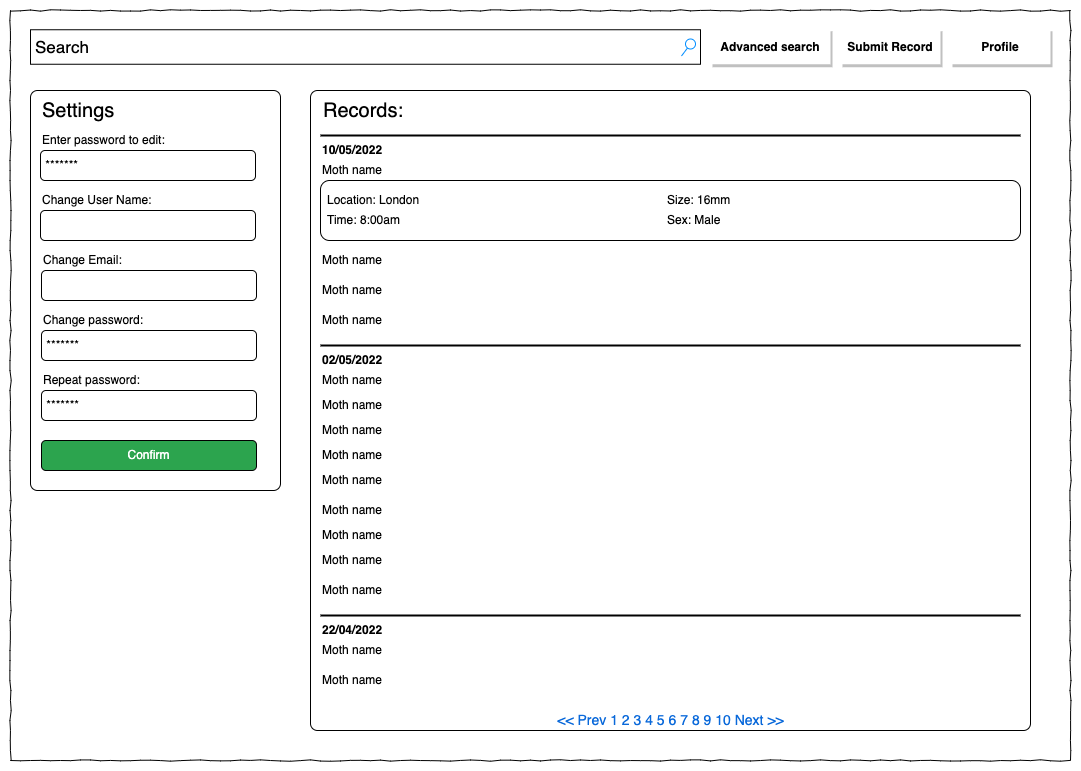 Search
Advanced search
Submit Record
Profile
Settings
Enter password to edit:
*******
Change User Name:
Change Email:
Change password:
*******
Repeat password:
*******
Confirm
Records:
10/05/2022
Moth name
Location: London
Size: 16mm
Time: 8:00am
Sex: Male
Moth name
Moth name
Moth name
02/05/2022
Moth name
Moth name
Moth name
Moth name
Moth name
Moth name
Moth name
Moth name
Moth name
22/04/2022
Moth name
Moth name
<< Prev 1 2 3 4 5 6 7 8 9 10 Next >>